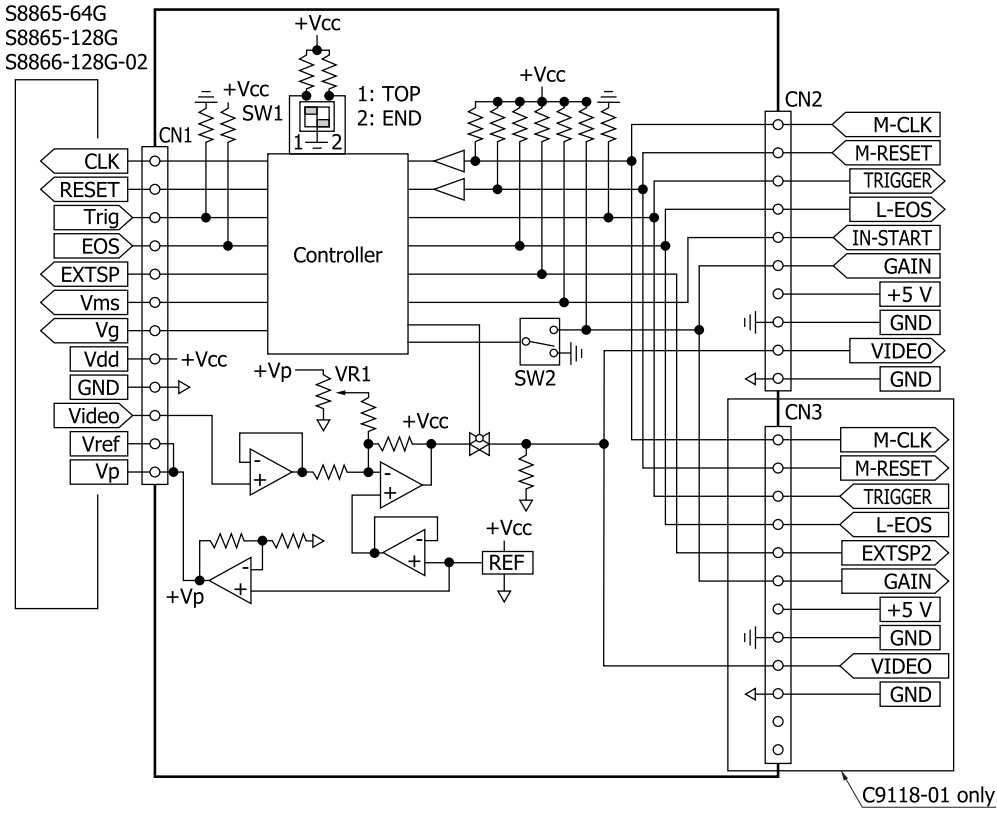 S8865-64G
S8865-128G
S8866-128G-02
+Vcc
+Vcc
SW1
1: TOP
2: END
1
2
+Vcc
CN1
CN2
CLK
RESET
Trig
EOS
EXTSP
Vms
Vg
Vdd
+Vcc
GND
Video
Vref
Vp
Controller
M-CLK
M-RESET
TRIGGER
L-EOS
IN-START
GAIN
+5 V
GND
VIDEO
GND
SW2
+Vp
VR1
+Vcc
-
+
-
+
-
+
-
+
+Vp
+Vcc
REF
CN3
M-CLK
M-RESET
TRIGGER
L-EOS
EXTSP2
GAIN
+5 V
GND
VIDEO
GND
C9118-01 only